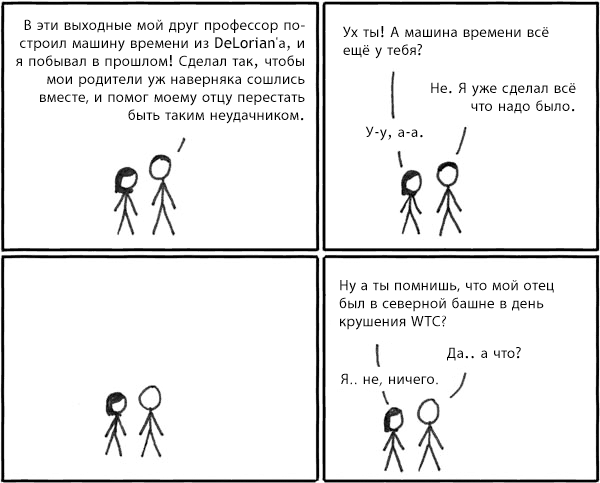 В эти выходные мой друг профессор по-
строил машину времени из DeLorian'а, и
я побывал в прошлом! Сделал так, чтобы
мои родители уж наверняка сошлись
вместе, и помог моему отцу перестать
быть таким неудачником.
Ух ты! А машина времени всё
ещё у тебя?
Не. Я уже сделал всё
что надо было.
У-у, а-а.
Ну а ты помнишь, что мой отец
был в северной башне в день
крушения WTC?
Да.. а что?
Я.. не, ничего.